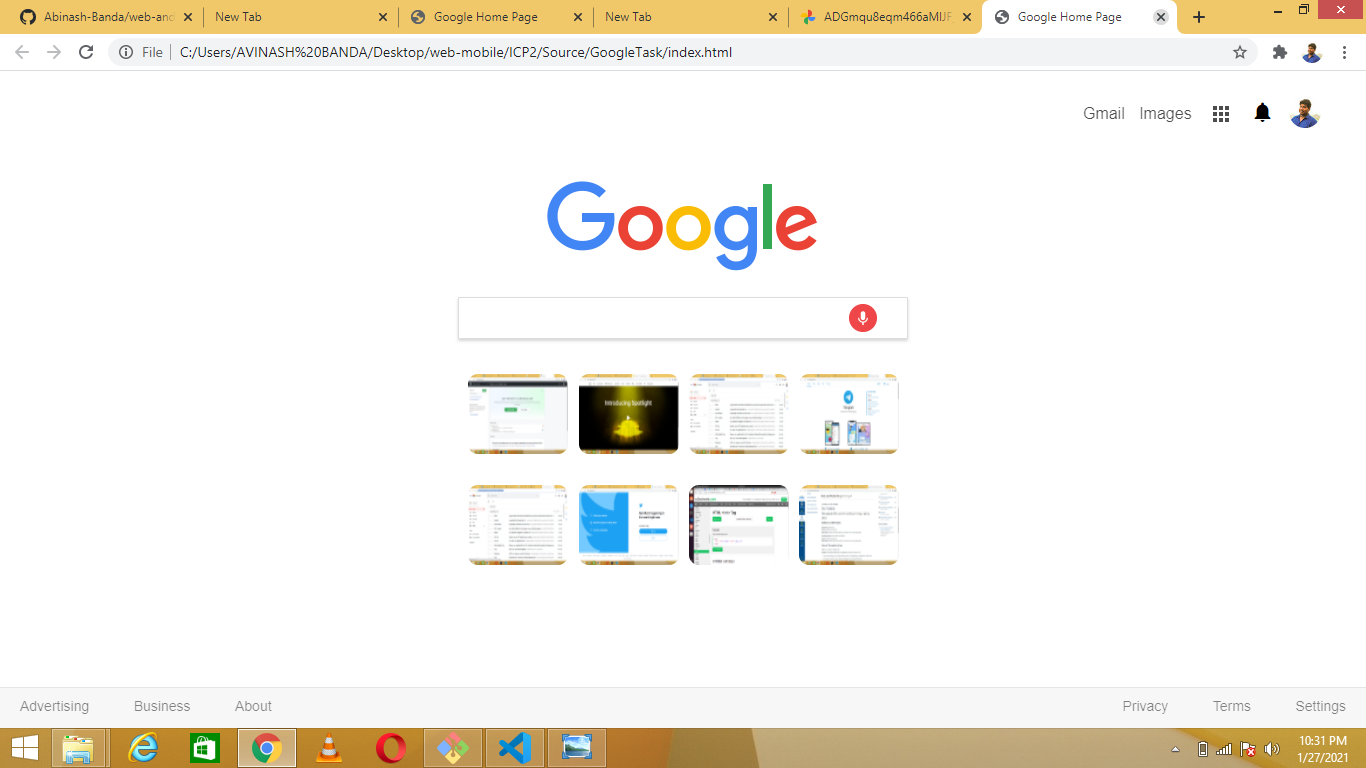 Abinash-Banda/web-and
New Tab
Google Home Page
New Tab
ADGmqu8eqm466aMIJF
Google Home Page
File
C:/Users/AVINASH%20BANDA/Desktop/web-mobile/ICP2/Source/GoogleTask/index.html
Gmail Images
Google
Introducing Spotlight
Advertising Business About
Privacy Terms Settings
10:31 PM
1/27/2021